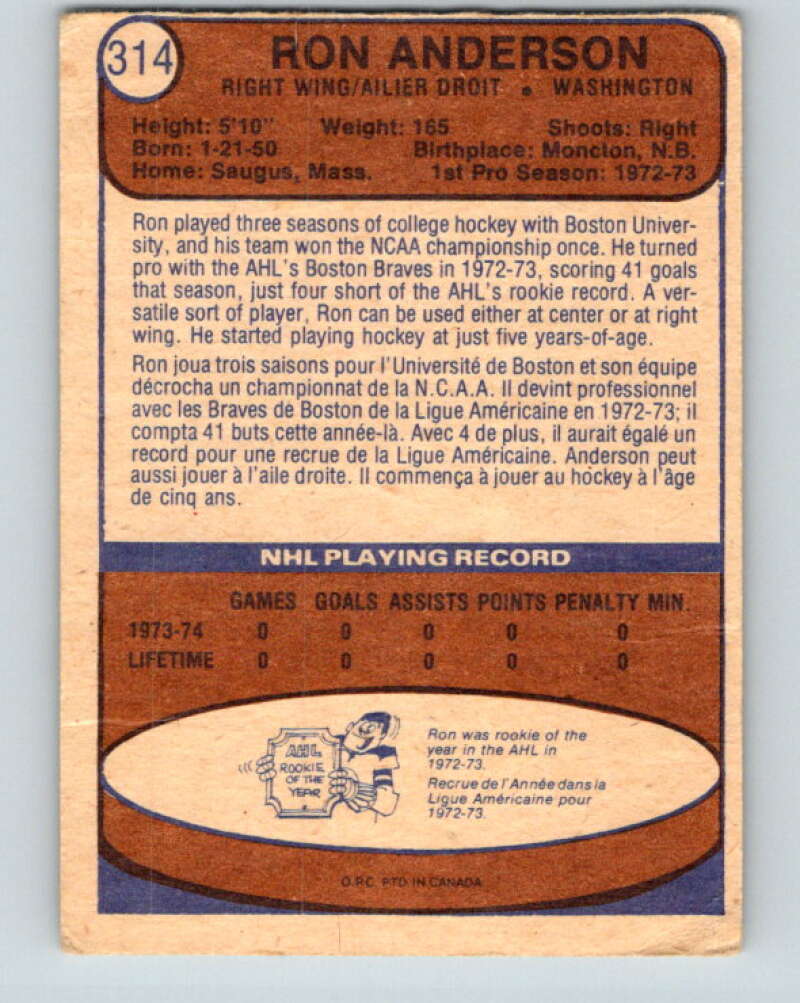 314
RON ANDERSON
RIGHT WING/AILIER DROIT • WASHINGTON
Height: 5'10" Weight: 165 Shoots: Right
Born: 1-21-50 Birthplace: Moncton, N.B.
Home: Saugus, Mass. 1st Pro Season: 1972-73
Ron played three seasons of college hockey with Boston Univer-
sity, and his team won the NCAA championship once. He turned
pro with the AHL's Boston Braves in 1972-73, scoring 41 goals
that season, just four short of the AHL's rookie record. A ver-
satile sort of player, Ron can be used either at center or at right
wing. He started playing hockey at just five years-of-age.
Ron joua trois saisons pour l'Université de Boston et son équipe
décrocha un championnat de la N.C.A.A. Il devint professionnel
avec les Braves de Boston de la Ligue Américaine en 1972-73; il
compta 41 buts cette année-là. Avec 4 de plus, il aurait égalé un
record pour une recrue de la Ligue Américaine. Anderson peut
aussi jouer à l'aile droite. Il commença à jouer au hockey à l'âge
de cinq ans.
NHL PLAYING RECORD
GAMES GOALS ASSISTS POINTS PENALTY MIN.
1973-74 0 0 0 0 0
LIFETIME 0 0 0 0 0
AHL
ROOKIE
OF THE
YEAR
Ron was rookie of the
year in the AHL in
1972-73.
Recrue de l'Année dans la
Ligue Américaine pour
1972-73.
O.P.C. PTD. IN CANADA